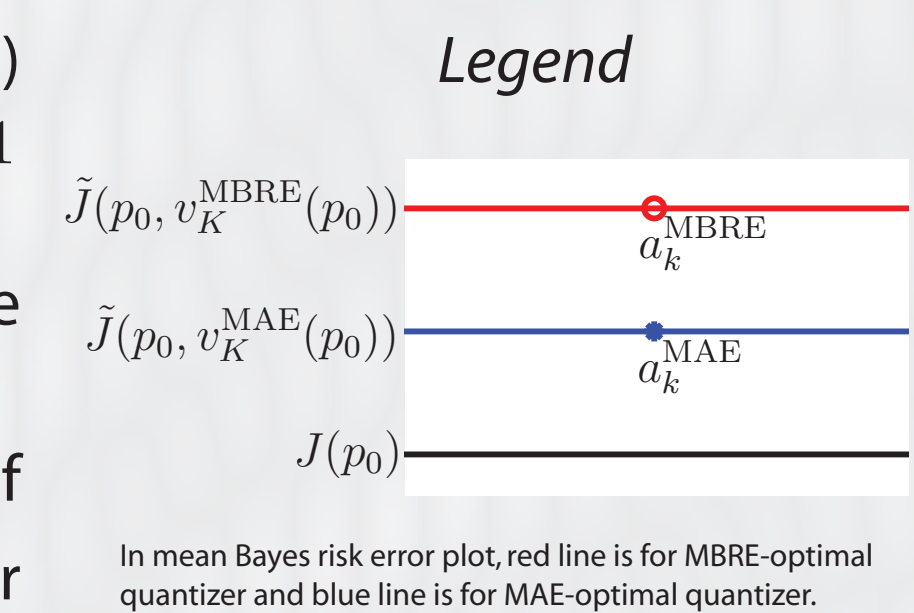 )
Legend
1
J̃(p₀, v_K^MBRE(p₀))
a_k^MBRE
e
J̃(p₀, v_K^MAE(p₀))
a_k^MAE
J(p₀)
f
In mean Bayes risk error plot, red line is for MBRE-optimal
r
quantizer and blue line is for MAE-optimal quantizer.